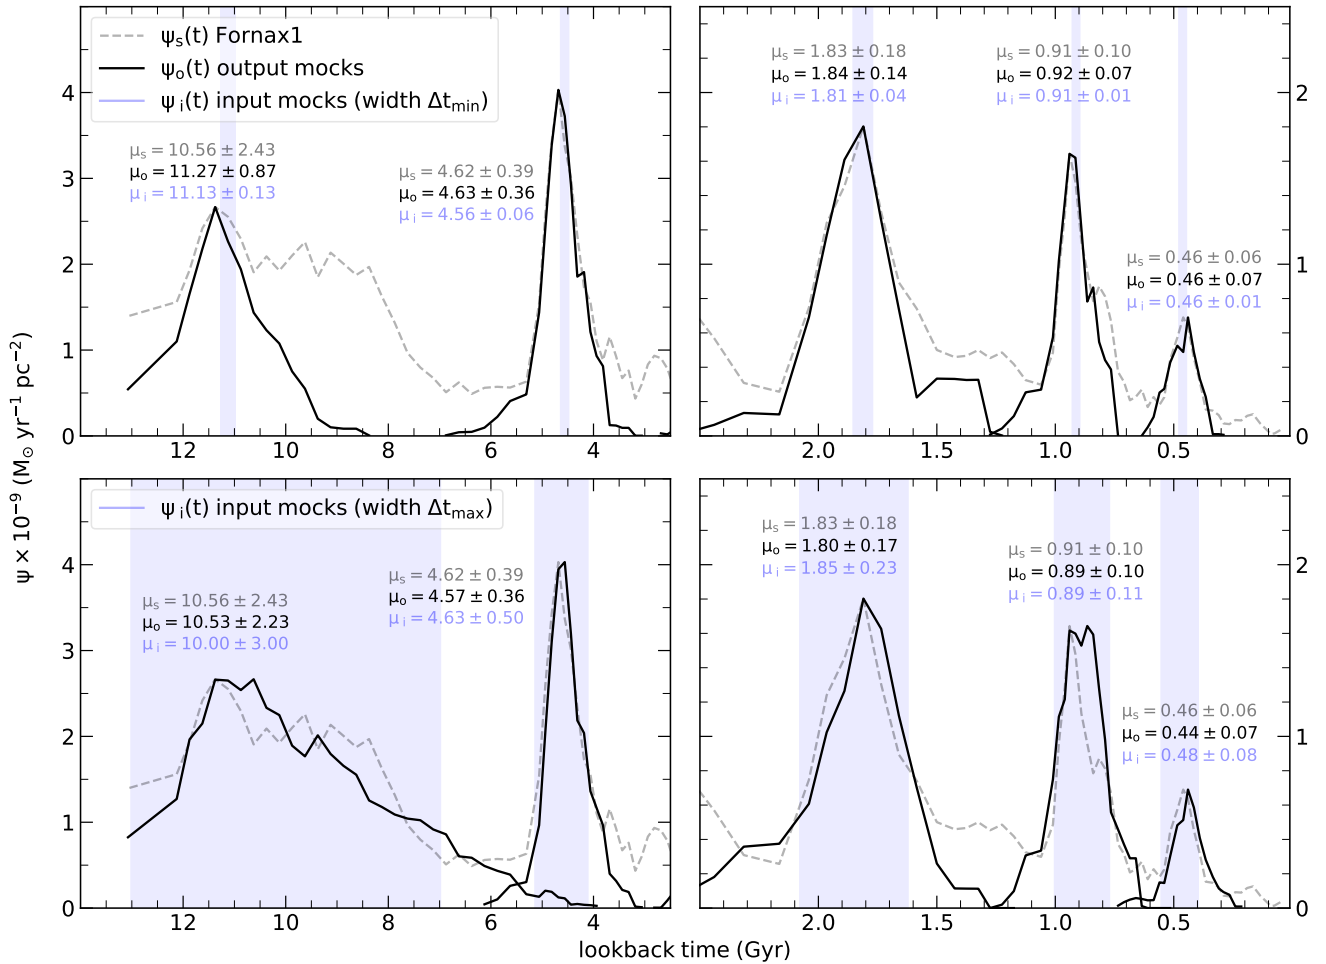 ψs(t) Fornax1
ψo(t) output mocks
ψi(t) input mocks (width Δtmin)
μs = 10.56 ± 2.43
μo = 11.27 ± 0.87
μi = 11.13 ± 0.13
μs = 4.62 ± 0.39
μo = 4.63 ± 0.36
μi = 4.56 ± 0.06
4
3
2
1
0
12
10
8
6
4
μs = 1.83 ± 0.18
μo = 1.84 ± 0.14
μi = 1.81 ± 0.04
μs = 0.91 ± 0.10
μo = 0.92 ± 0.07
μi = 0.91 ± 0.01
μs = 0.46 ± 0.06
μo = 0.46 ± 0.07
μi = 0.46 ± 0.01
2
1
0
2.0
1.5
1.0
0.5
ψ × 10−9 (M⊙ yr−1 pc−2)
ψi(t) input mocks (width Δtmax)
μs = 10.56 ± 2.43
μo = 10.53 ± 2.23
μi = 10.00 ± 3.00
μs = 4.62 ± 0.39
μo = 4.57 ± 0.36
μi = 4.63 ± 0.50
4
3
2
1
0
12
10
8
6
4
μs = 1.83 ± 0.18
μo = 1.80 ± 0.17
μi = 1.85 ± 0.23
μs = 0.91 ± 0.10
μo = 0.89 ± 0.10
μi = 0.89 ± 0.11
μs = 0.46 ± 0.06
μo = 0.44 ± 0.07
μi = 0.48 ± 0.08
2
1
0
2.0
1.5
1.0
0.5
lookback time (Gyr)